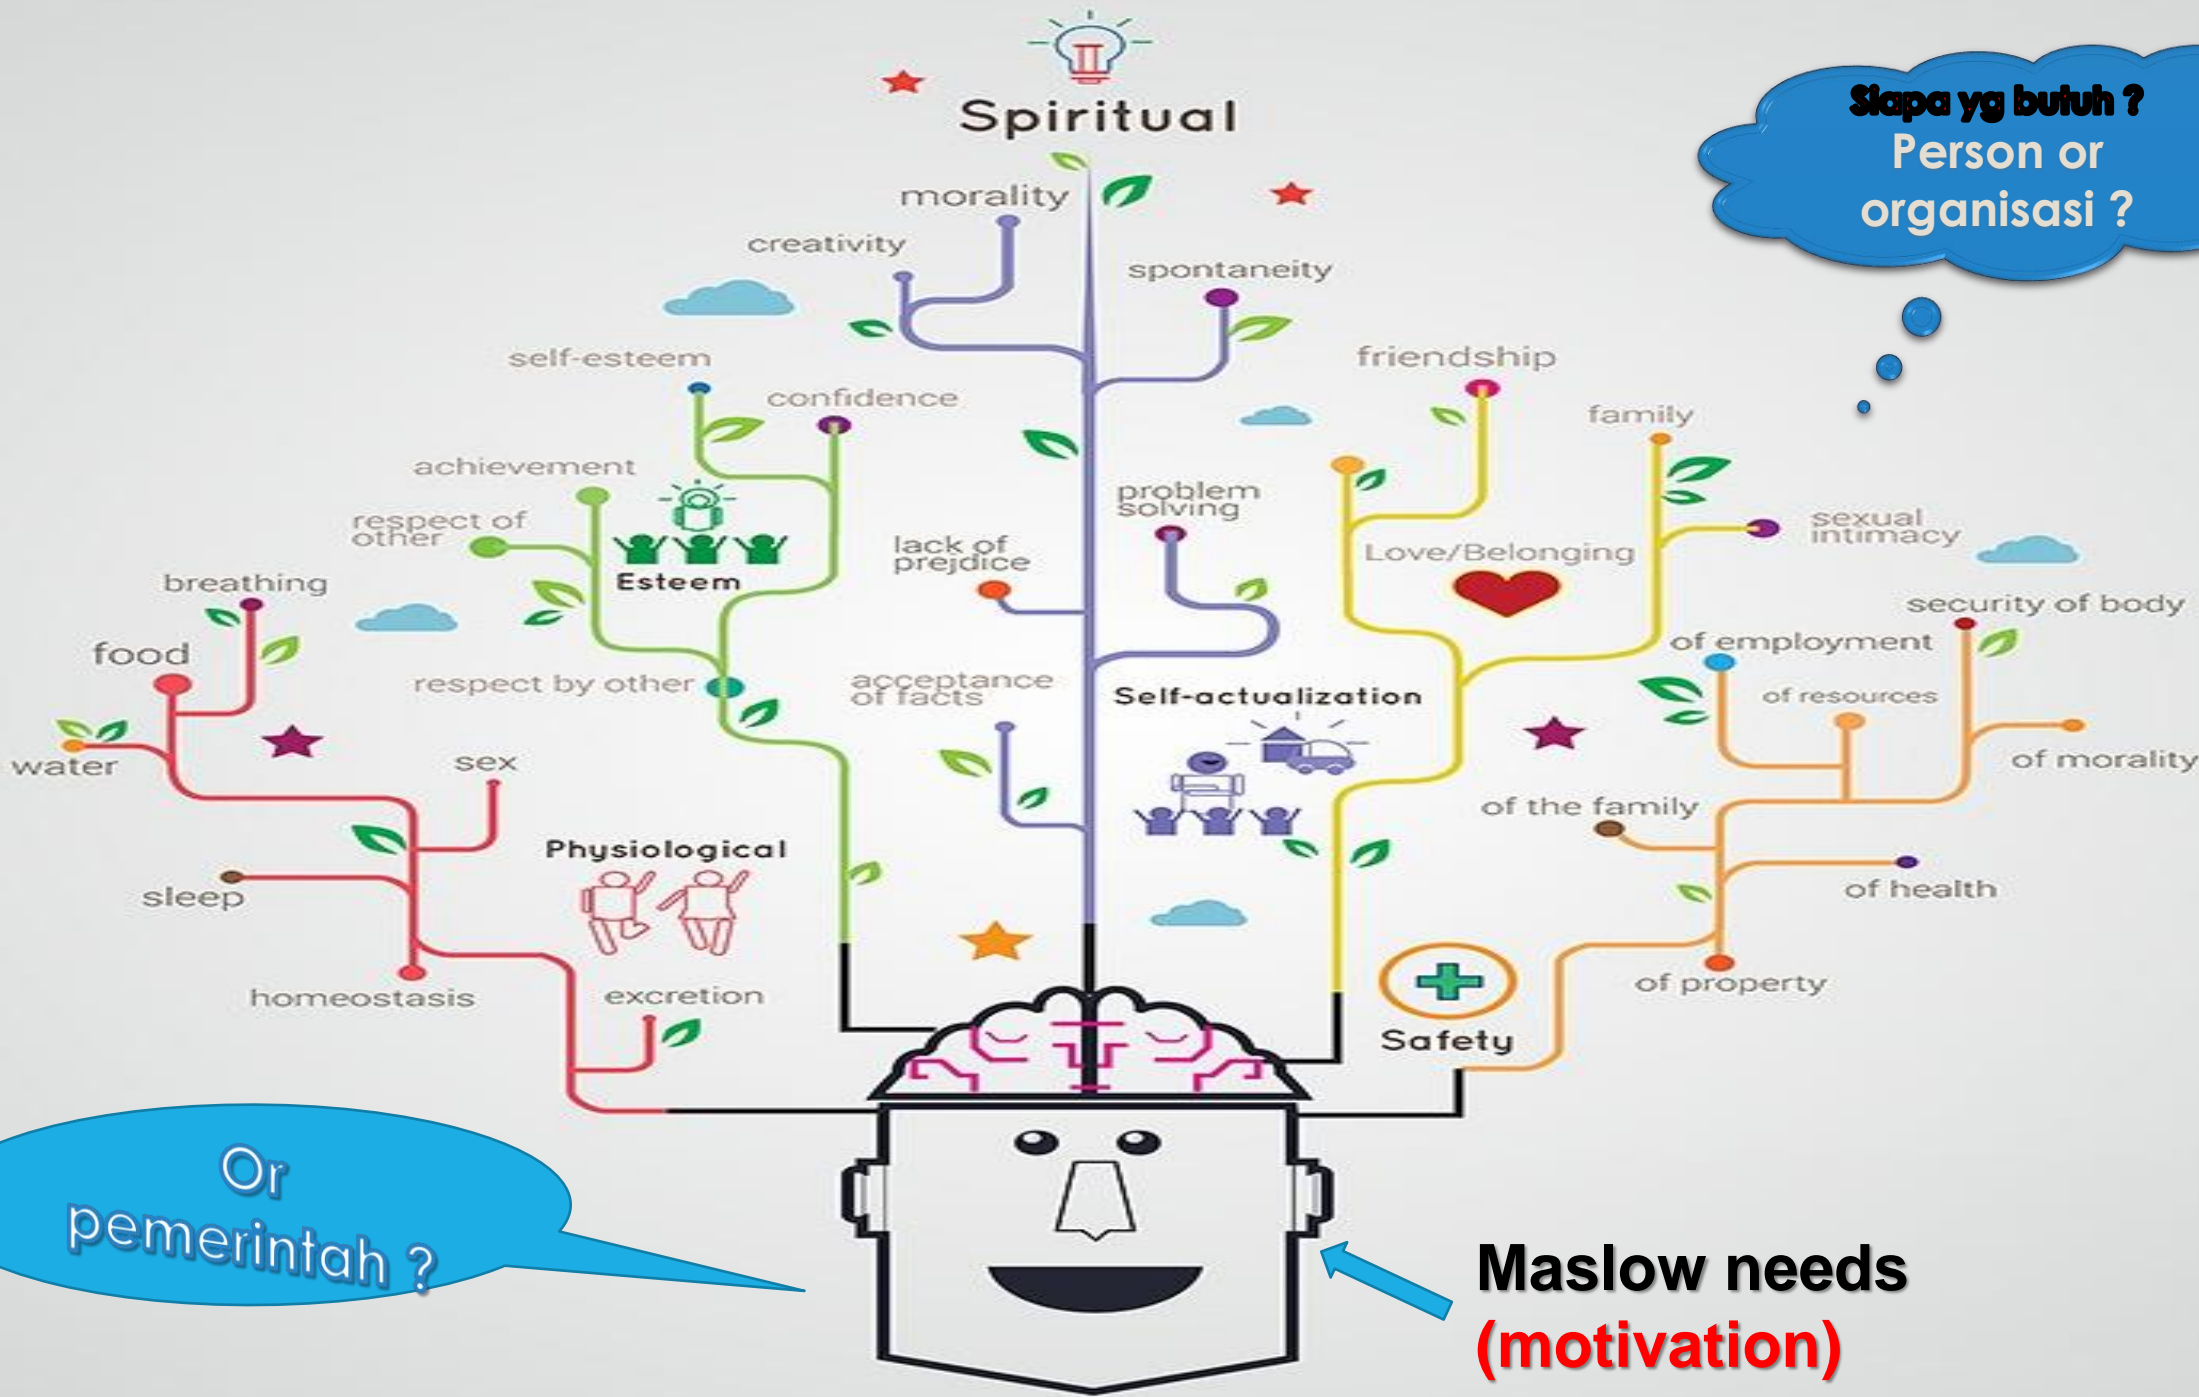 Spiritual
Siapa yg butuh ?
Person or
organisasi ?
morality
creativity
spontaneity
self-esteem
confidence
friendship
family
achievement
respect of
other
Esteem
problem
solving
lack of
prejdice
Love/Belonging
sexual
intimacy
breathing
food
water
respect by other
acceptance
of facts
Self-actualization
security of body
of employment
of resources
of morality
sex
Physiological
sleep
homeostasis
excretion
of the family
of health
of property
Safety
Or
pemerintah ?
Maslow needs
(motivation)